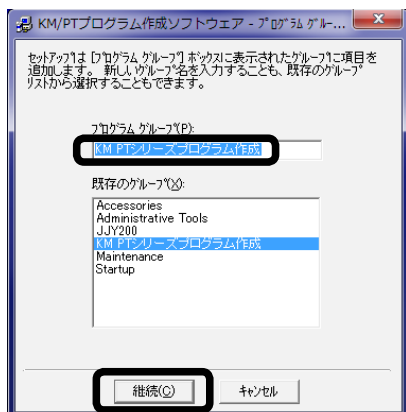 KM/PTプログラム作成ソフトウェア - ﾌﾟﾛｸﾞﾗﾑ ｸﾞﾙｰ...
ｾｯﾄｱｯﾌﾟは [ﾌﾟﾛｸﾞﾗﾑ ｸﾞﾙｰﾌﾟ] ﾎﾞｯｸｽに表示されたｸﾞﾙｰﾌﾟに項目を
追加します。 新しいｸﾞﾙｰﾌﾟ名を入力することも、既存のｸﾞﾙｰﾌﾟ
ﾘｽﾄから選択することもできます。
ﾌﾟﾛｸﾞﾗﾑ ｸﾞﾙｰﾌﾟ(P):
KM PTシリーズプログラム作成
既存のｸﾞﾙｰﾌﾟ(X):
Accessories
Administrative Tools
JJY200
KM PTシリーズプログラム作成
Maintenance
Startup
継続(C)
ｷｬﾝｾﾙ